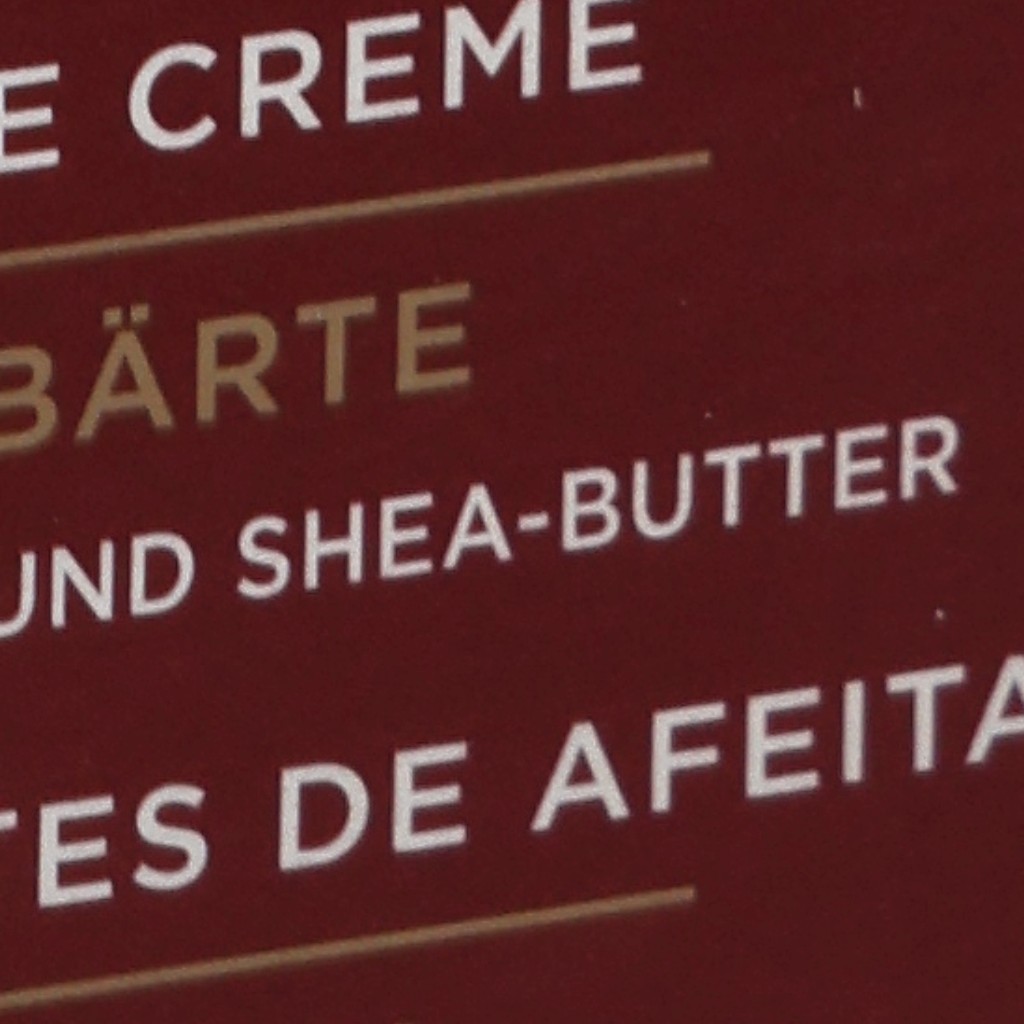 E CREME
BÄRTE
UND SHEA-BUTTER
TES DE AFEITA